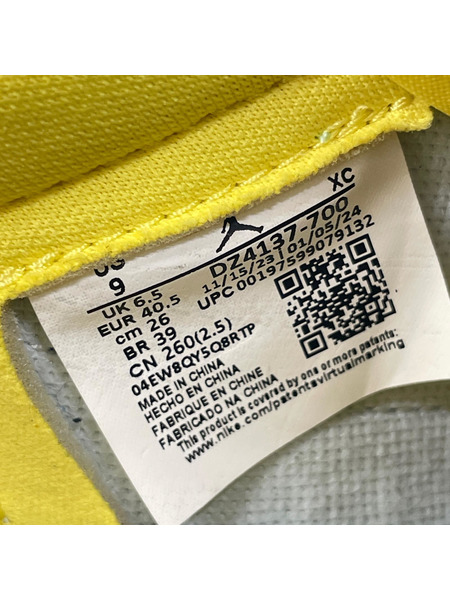 XC
US
9
UK 6.5
EUR 40.5
cm 26
BR 39
CN 260(2.5)
04EW8QY5Q8RTP
DZ4137-700
11/15/23 | 01/05/24
UPC 00197599079132
MADE IN CHINA
HECHO EN CHINA
FABRIQUE EN CHINE
FABRICADO NA CHINA
This product is covered by one or more patents:
www.nike.com/patentsvirtualmarking